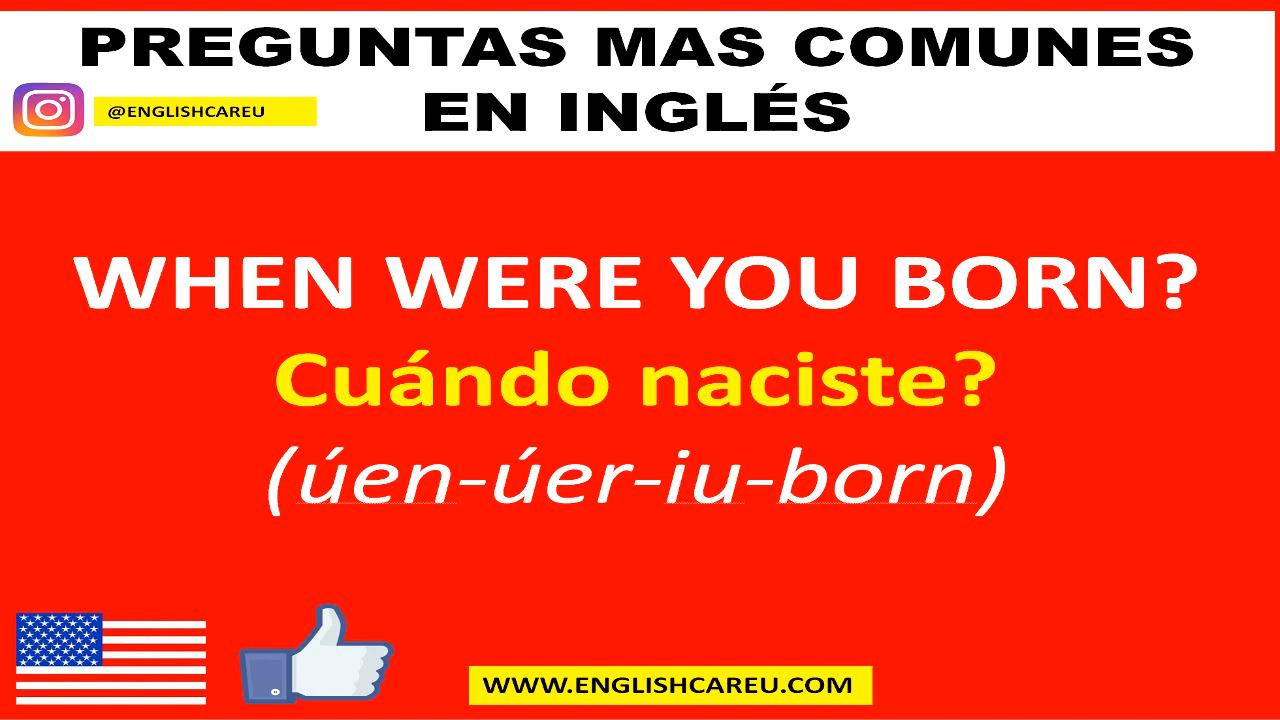 PREGUNTAS MAS COMUNES
EN INGLÉS
@ENGLISHCAREU
WHEN WERE YOU BORN?
Cuándo naciste?
(úen-úer-iu-born)
WWW.ENGLISHCAREU.COM